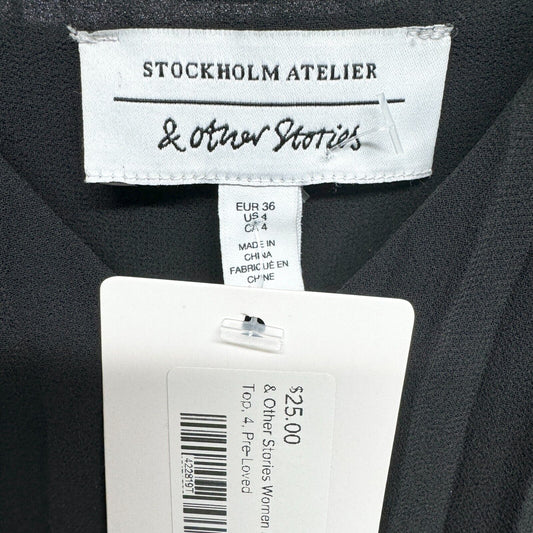 STOCKHOLM ATELIER
& Other Stories
EUR 36
US 4
CA 4
MADE IN
CHINA
FABRIQUÉ EN
CHINE
$25.00
& Other Stories Women
Top, 4, Pre-Loved